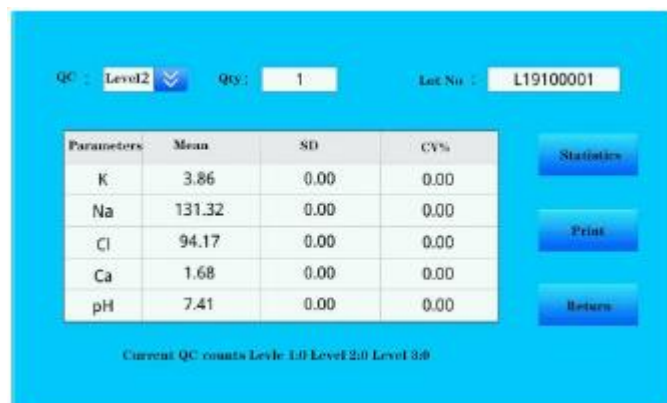 QC : Level2 Qty: 1 Lot No : L19100001
Parameters Mean SD CV%
K 3.86 0.00 0.00
Na 131.32 0.00 0.00
Cl 94.17 0.00 0.00
Ca 1.68 0.00 0.00
pH 7.41 0.00 0.00
Statistics
Print
Return
Current QC counts Levle 1:0 Level 2:0 Level 3:0